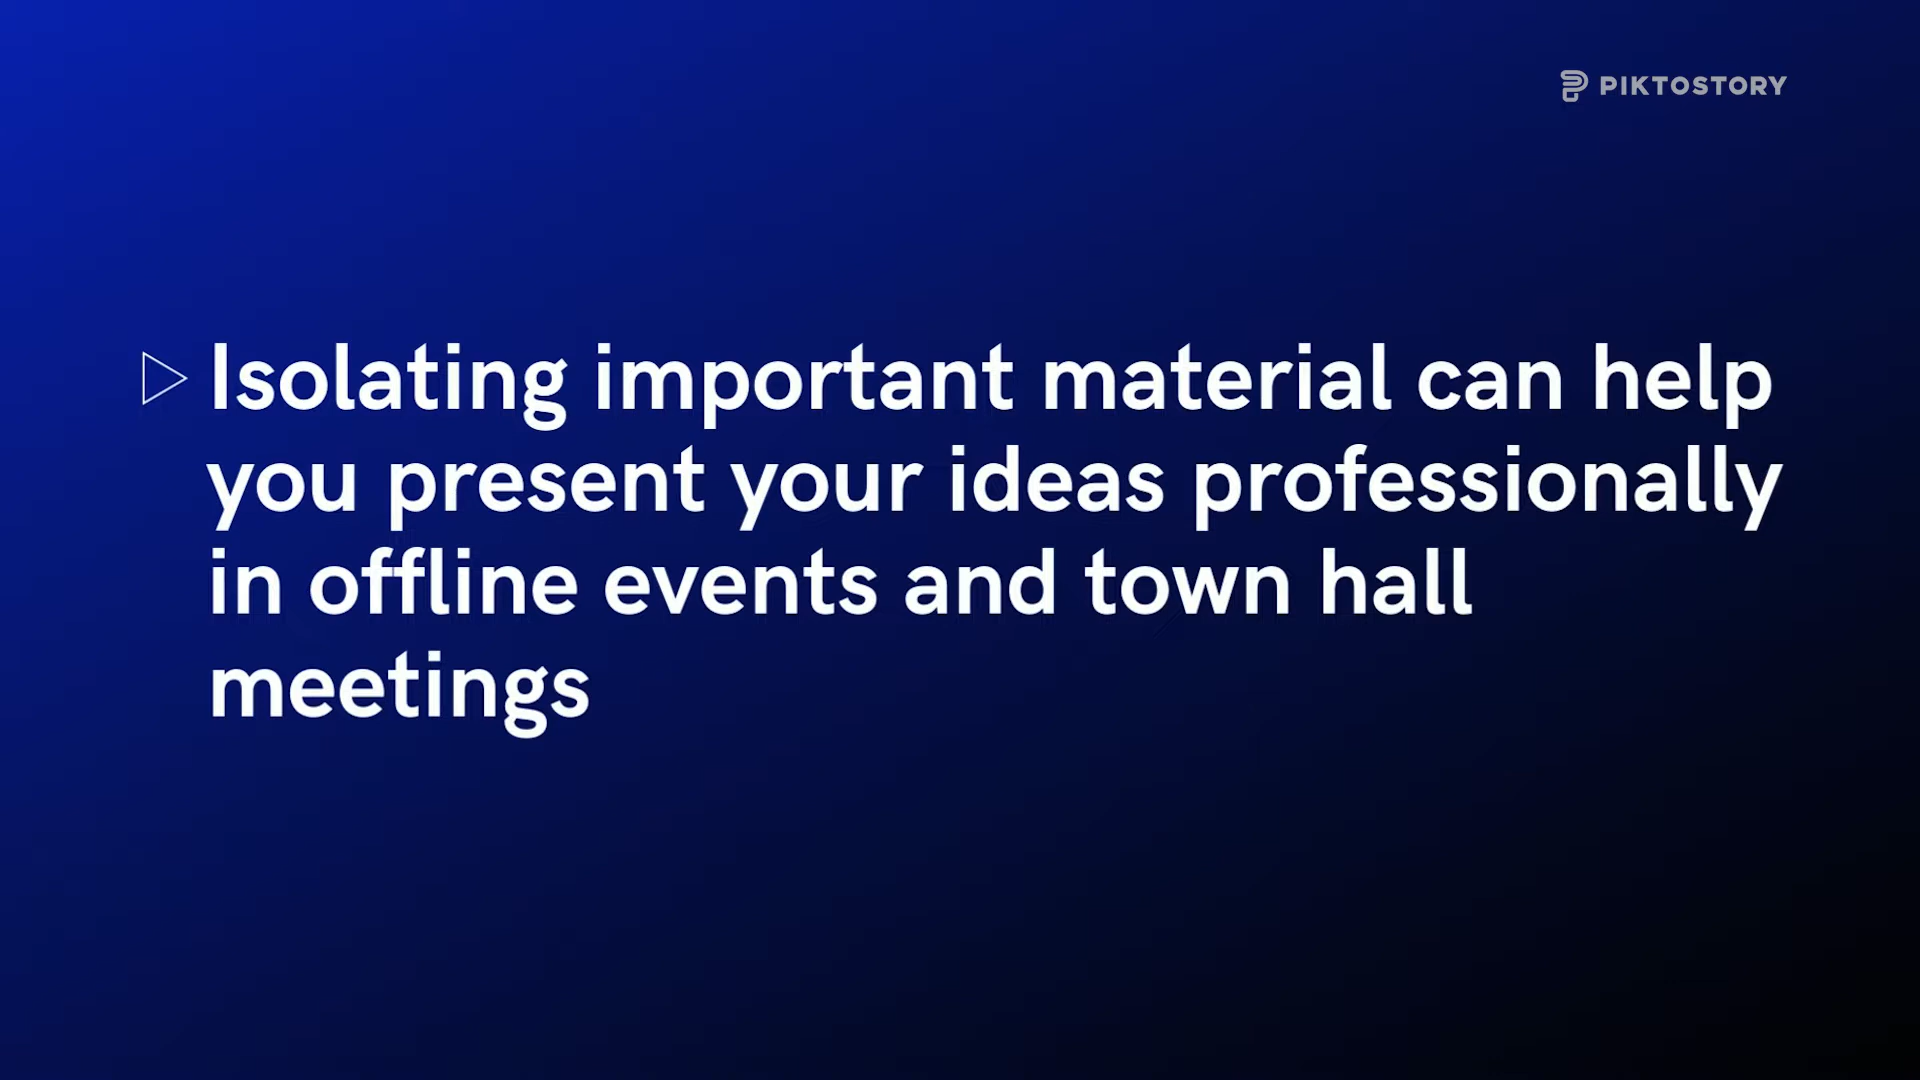 PIKTOSTORY
Isolating important material can help
you present your ideas professionally
in offline events and town hall
meetings